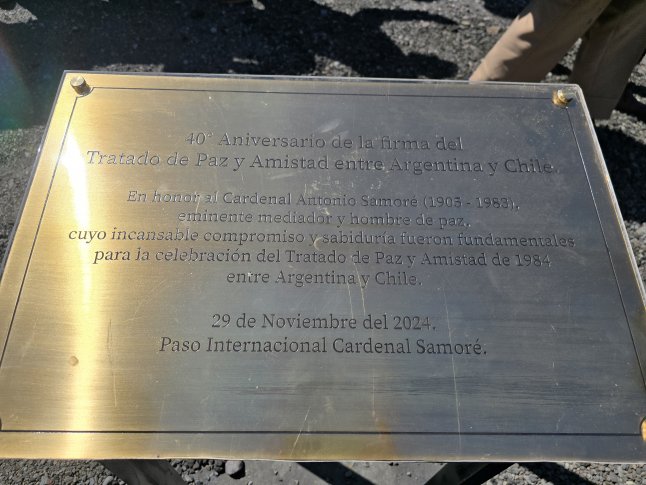 40° Aniversario de la firma del
Tratado de Paz y Amistad entre Argentina y Chile
En honor al Cardenal Antonio Samoré (1905 - 1983),
eminente mediador y hombre de paz,
cuyo incansable compromiso y sabiduría fueron fundamentales
para la celebración del Tratado de Paz y Amistad de 1984
entre Argentina y Chile.
29 de Noviembre del 2024.
Paso Internacional Cardenal Samoré.